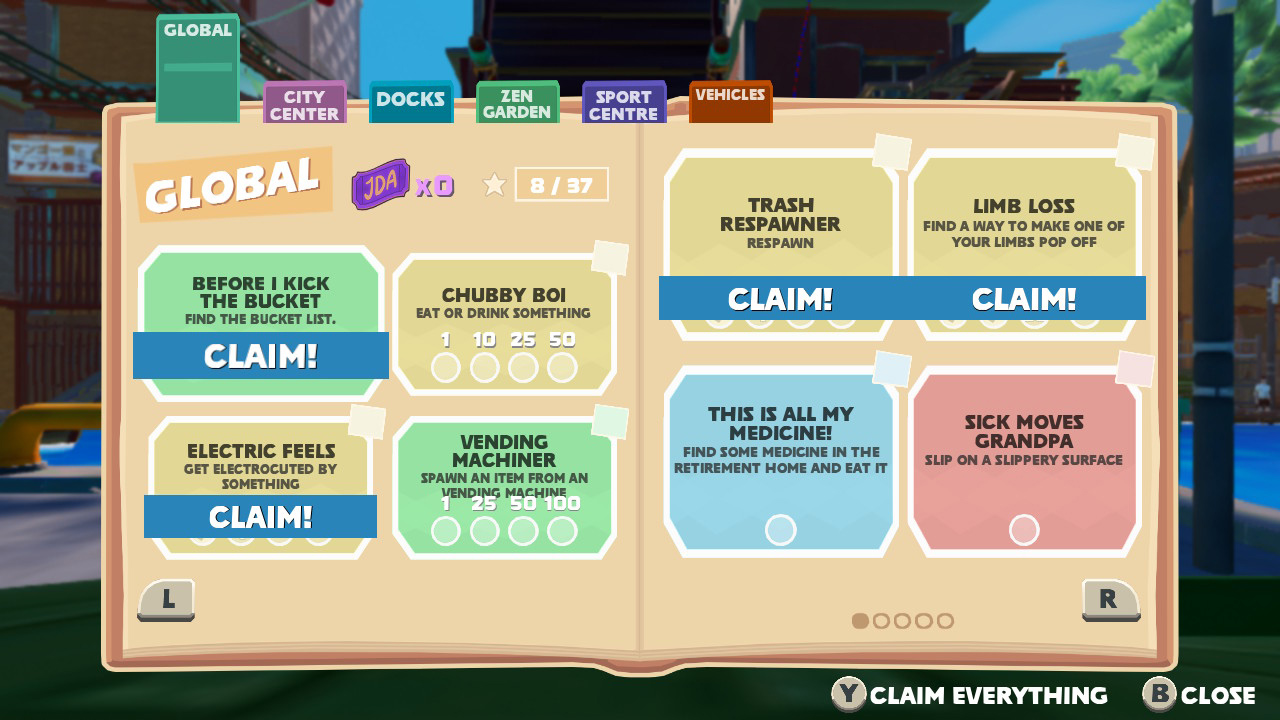 GLOBAL
CITY
CENTER
DOCKS
ZEN
GARDEN
SPORT
CENTRE
VEHICLES
GLOBAL
JDA x0
8 / 37
BEFORE I KICK
THE BUCKET
FIND THE BUCKET LIST.
CLAIM!
CHUBBY BOI
EAT OR DRINK SOMETHING
1 10 25 50
ELECTRIC FEELS
GET ELECTROCUTED BY
SOMETHING
CLAIM!
VENDING
MACHINER
SPAWN AN ITEM FROM AN
VENDING MACHINE
1 25 50 100
TRASH
RESPAWNER
RESPAWN
CLAIM!
LIMB LOSS
FIND A WAY TO MAKE ONE OF
YOUR LIMBS POP OFF
CLAIM!
THIS IS ALL MY
MEDICINE!
FIND SOME MEDICINE IN THE
RETIREMENT HOME AND EAT IT
SICK MOVES
GRANDPA
SLIP ON A SLIPPERY SURFACE
L
R
Y CLAIM EVERYTHING
B CLOSE